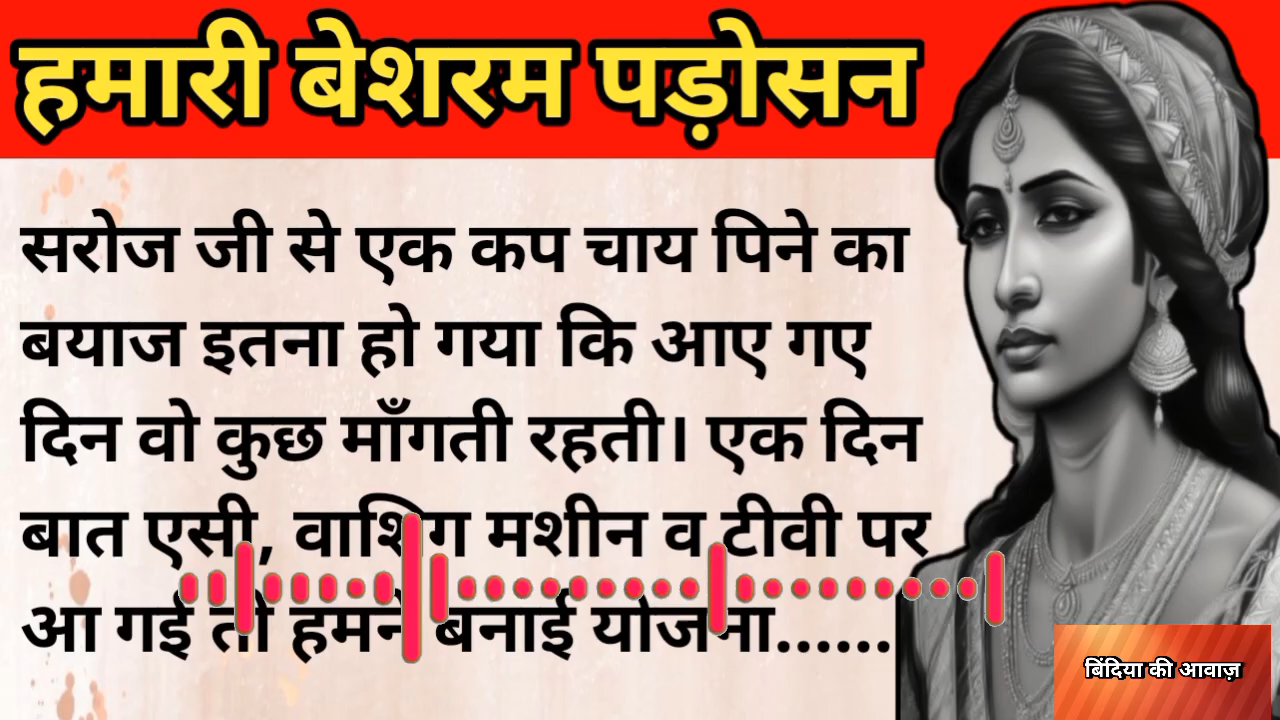 हमारी बेशरम पड़ोसन
सरोज जी से एक कप चाय पिने का
बयाज इतना हो गया कि आए गए
दिन वो कुछ माँगती रहती। एक दिन
बात एसी, वाशिग मशीन व टीवी पर
आ गई तो हमने बनाई योजना......
बिंदिया की आवाज़